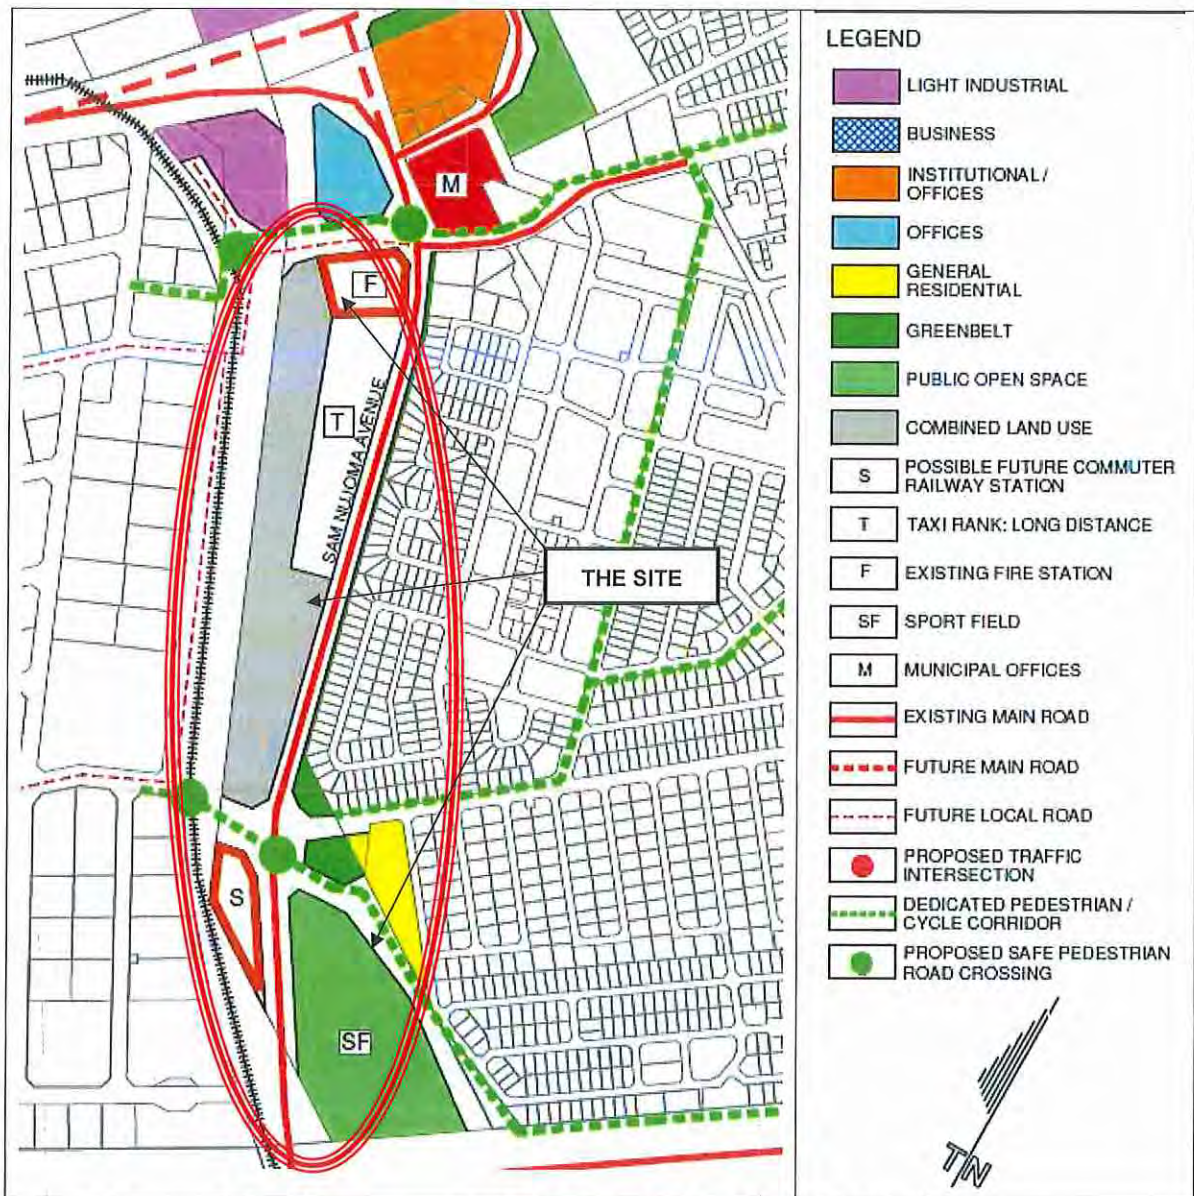 M
F
T
SAM NUJOMA AVENUE
THE SITE
S
SF
LEGEND
LIGHT INDUSTRIAL
BUSINESS
INSTITUTIONAL /
OFFICES
OFFICES
GENERAL
RESIDENTIAL
GREENBELT
PUBLIC OPEN SPACE
COMBINED LAND USE
S
POSSIBLE FUTURE COMMUTER
RAILWAY STATION
T
TAXI RANK: LONG DISTANCE
F
EXISTING FIRE STATION
SF
SPORT FIELD
M
MUNICIPAL OFFICES
EXISTING MAIN ROAD
FUTURE MAIN ROAD
FUTURE LOCAL ROAD
PROPOSED TRAFFIC
INTERSECTION
DEDICATED PEDESTRIAN /
CYCLE CORRIDOR
PROPOSED SAFE PEDESTRIAN
ROAD CROSSING
TN